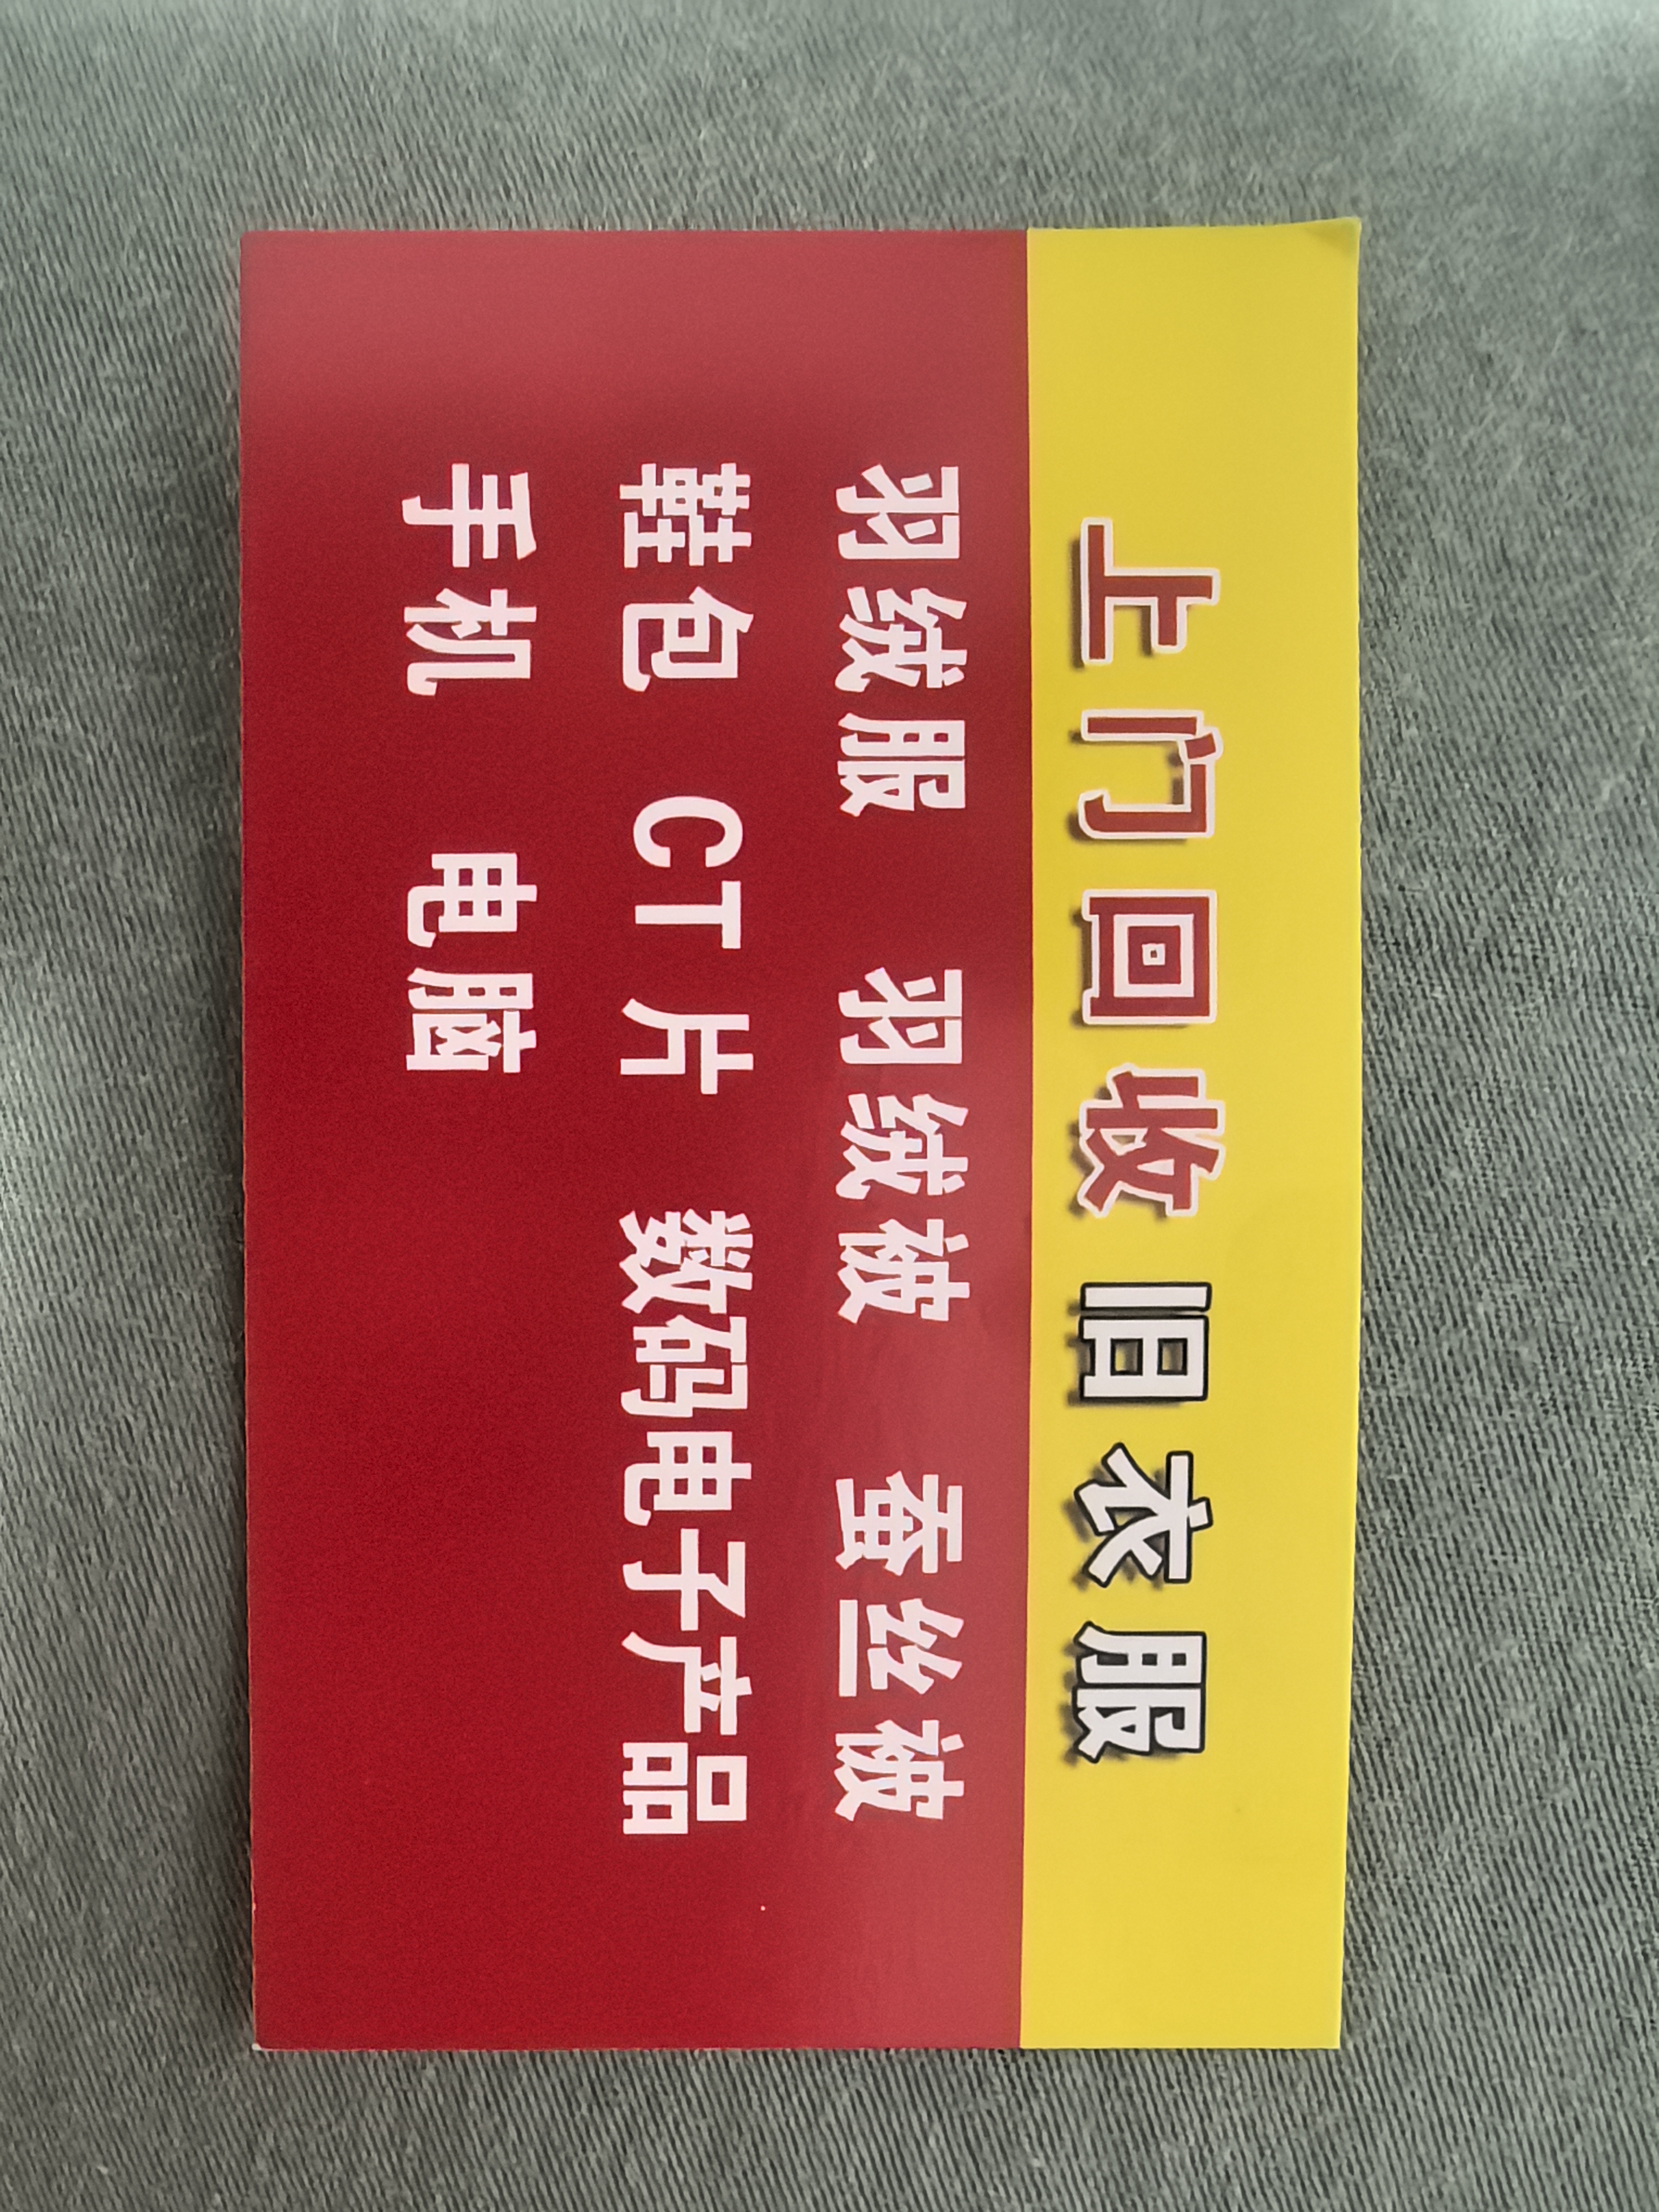 上门回收旧衣服
羽绒服 羽绒被 蚕丝被
鞋包 CT片 数码电子产品
手机 电脑